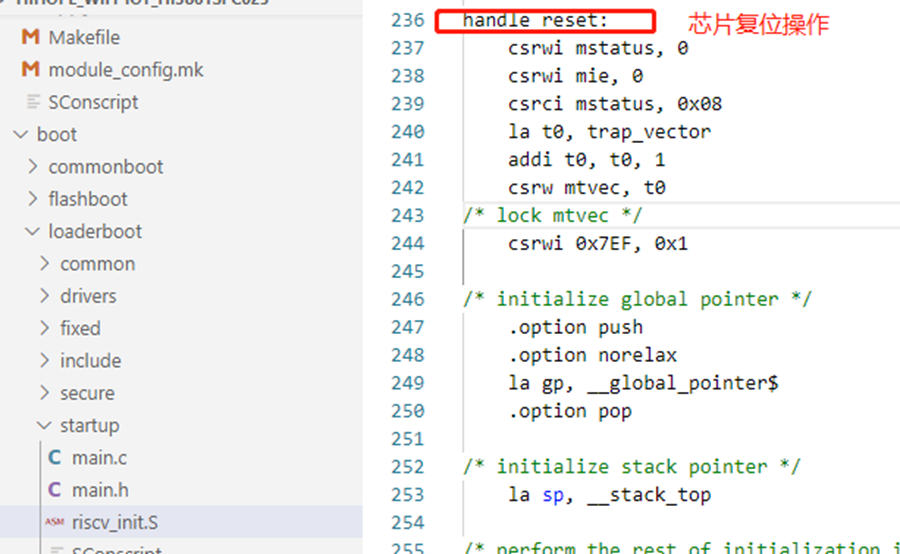 Makefile
module_config.mk
SConscript
boot
commonboot
flashboot
loaderboot
common
drivers
fixed
include
secure
startup
C main.c
C main.h
ASM riscv_init.S
SConscript
236 handle_reset: 芯片复位操作
237 csrwi mstatus, 0
238 csrwi mie, 0
239 csrci mstatus, 0x08
240 la t0, trap_vector
241 addi t0, t0, 1
242 csrw mtvec, t0
243 /* lock mtvec */
244 csrwi 0x7EF, 0x1
245
246 /* initialize global pointer */
247 .option push
248 .option norelax
249 la gp, __global_pointer$
250 .option pop
251
252 /* initialize stack pointer */
253 la sp, __stack_top
254
255 /* perform the rest of initialization